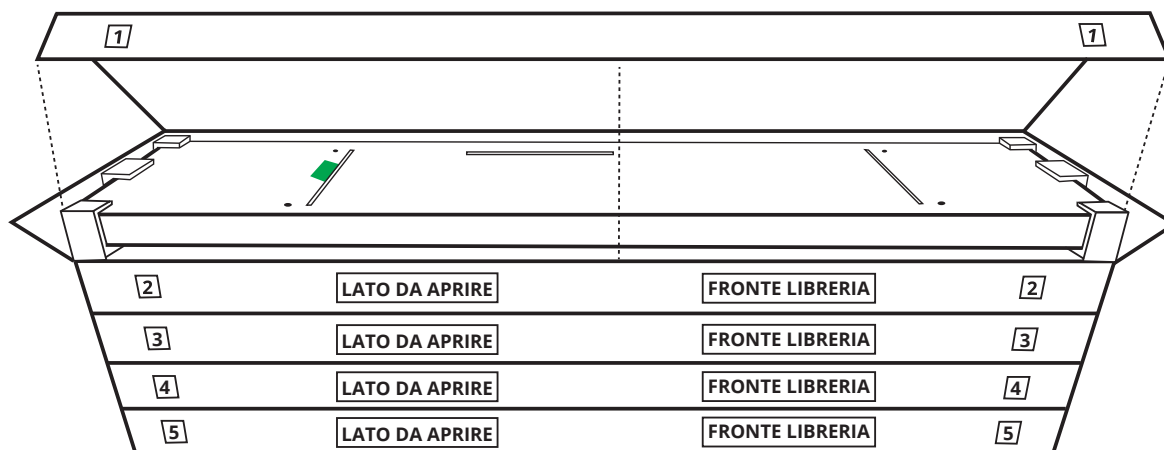 1 1
2 LATO DA APRIRE FRONTE LIBRERIA 2
3 LATO DA APRIRE FRONTE LIBRERIA 3
4 LATO DA APRIRE FRONTE LIBRERIA 4
5 LATO DA APRIRE FRONTE LIBRERIA 5